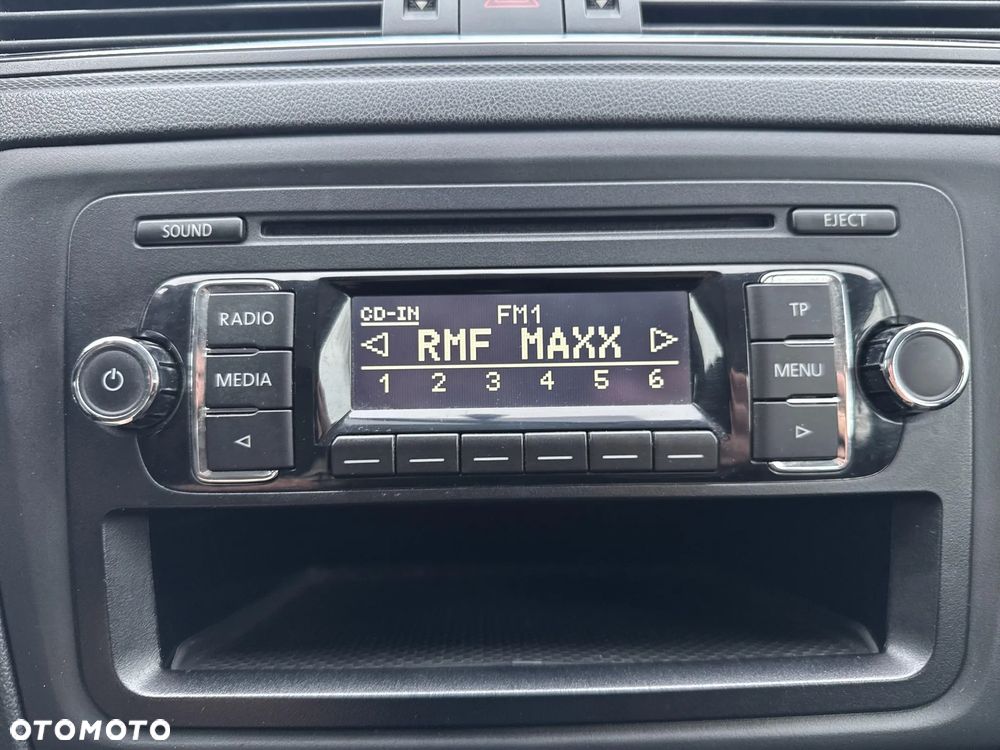 SOUND
EJECT
RADIO
MEDIA
CD-IN
FM1
RMF MAXX
1 2 3 4 5 6
TP
MENU
OTOMOTO